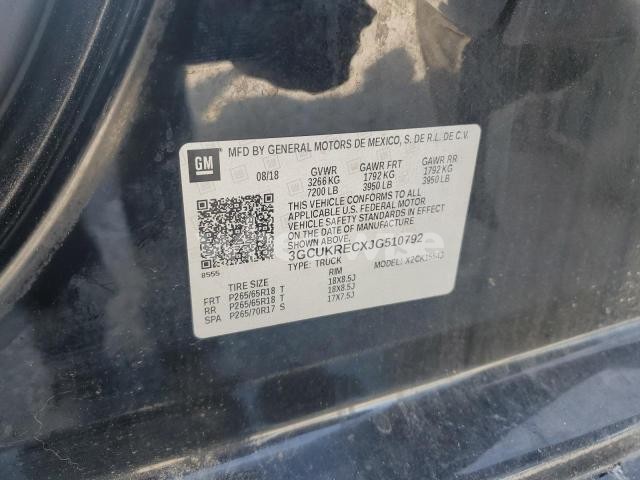 MFD BY GENERAL MOTORS DE MEXICO, S. DE R.L. DE C.V.
GM
08/18 GVWR GAWR FRT GAWR RR
3266 KG 1792 KG 1792 KG
7200 LB 3950 LB 3950 LB
THIS VEHICLE CONFORMS TO ALL
APPLICABLE U.S. FEDERAL MOTOR
VEHICLE SAFETY STANDARDS IN EFFECT ON
THE DATE OF MANUFACTURE SHOWN ABOVE.
3GCUKRECXJG510792
TYPE: TRUCK MODEL:
8555
TIRE SIZE RIM
FRT P265/65R18 T 18X8.5J
RR P265/65R18 T 18X8.5J
SPA P265/70R17 S 17X7.5J